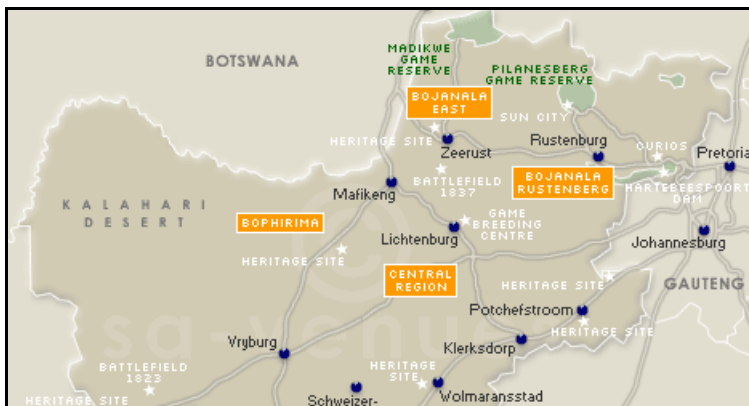 MADIKWE
GAME
RESERVE
BOTSWANA
PILANESBERG
GAME RESERVE
BOJANALA
EAST
SUN CITY
HERITAGE SITE
Rustenburg
CURIOS
Zeerust
Pretoria
BATTLEFIELD
1837
BOJANALA
RUSTENBERG
HARTEBEESPOORT
DAM
Mafikeng
KALAHARI
DESERT
BOPHIRIMA
GAME
BREEDING
CENTRE
Lichtenburg
Johannesburg
HERITAGE SITE
CENTRAL
REGION
HERITAGE SITE
GAUTENG
Potchefstroom
HERITAGE SITE
sa-venues
Vryburg
Klerksdorp
BATTLEFIELD
1823
HERITAGE
SITE
HERITAGE SITE
Schweizer-
Wolmaransstad